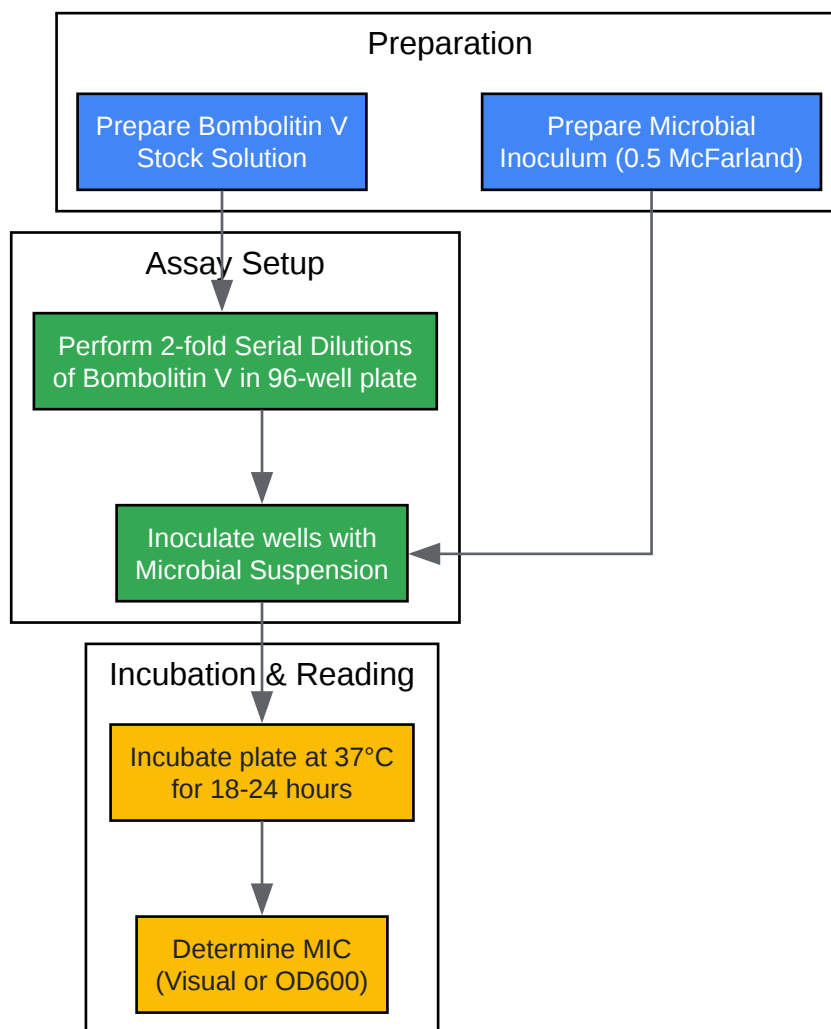 Preparation
Prepare Bombolitin V
Stock Solution
Prepare Microbial
Inoculum (0.5 McFarland)
Assay Setup
Perform 2-fold Serial Dilutions
of Bombolitin V in 96-well plate
Inoculate wells with
Microbial Suspension
Incubation & Reading
Incubate plate at 37°C
for 18-24 hours
Determine MIC
(Visual or OD600)